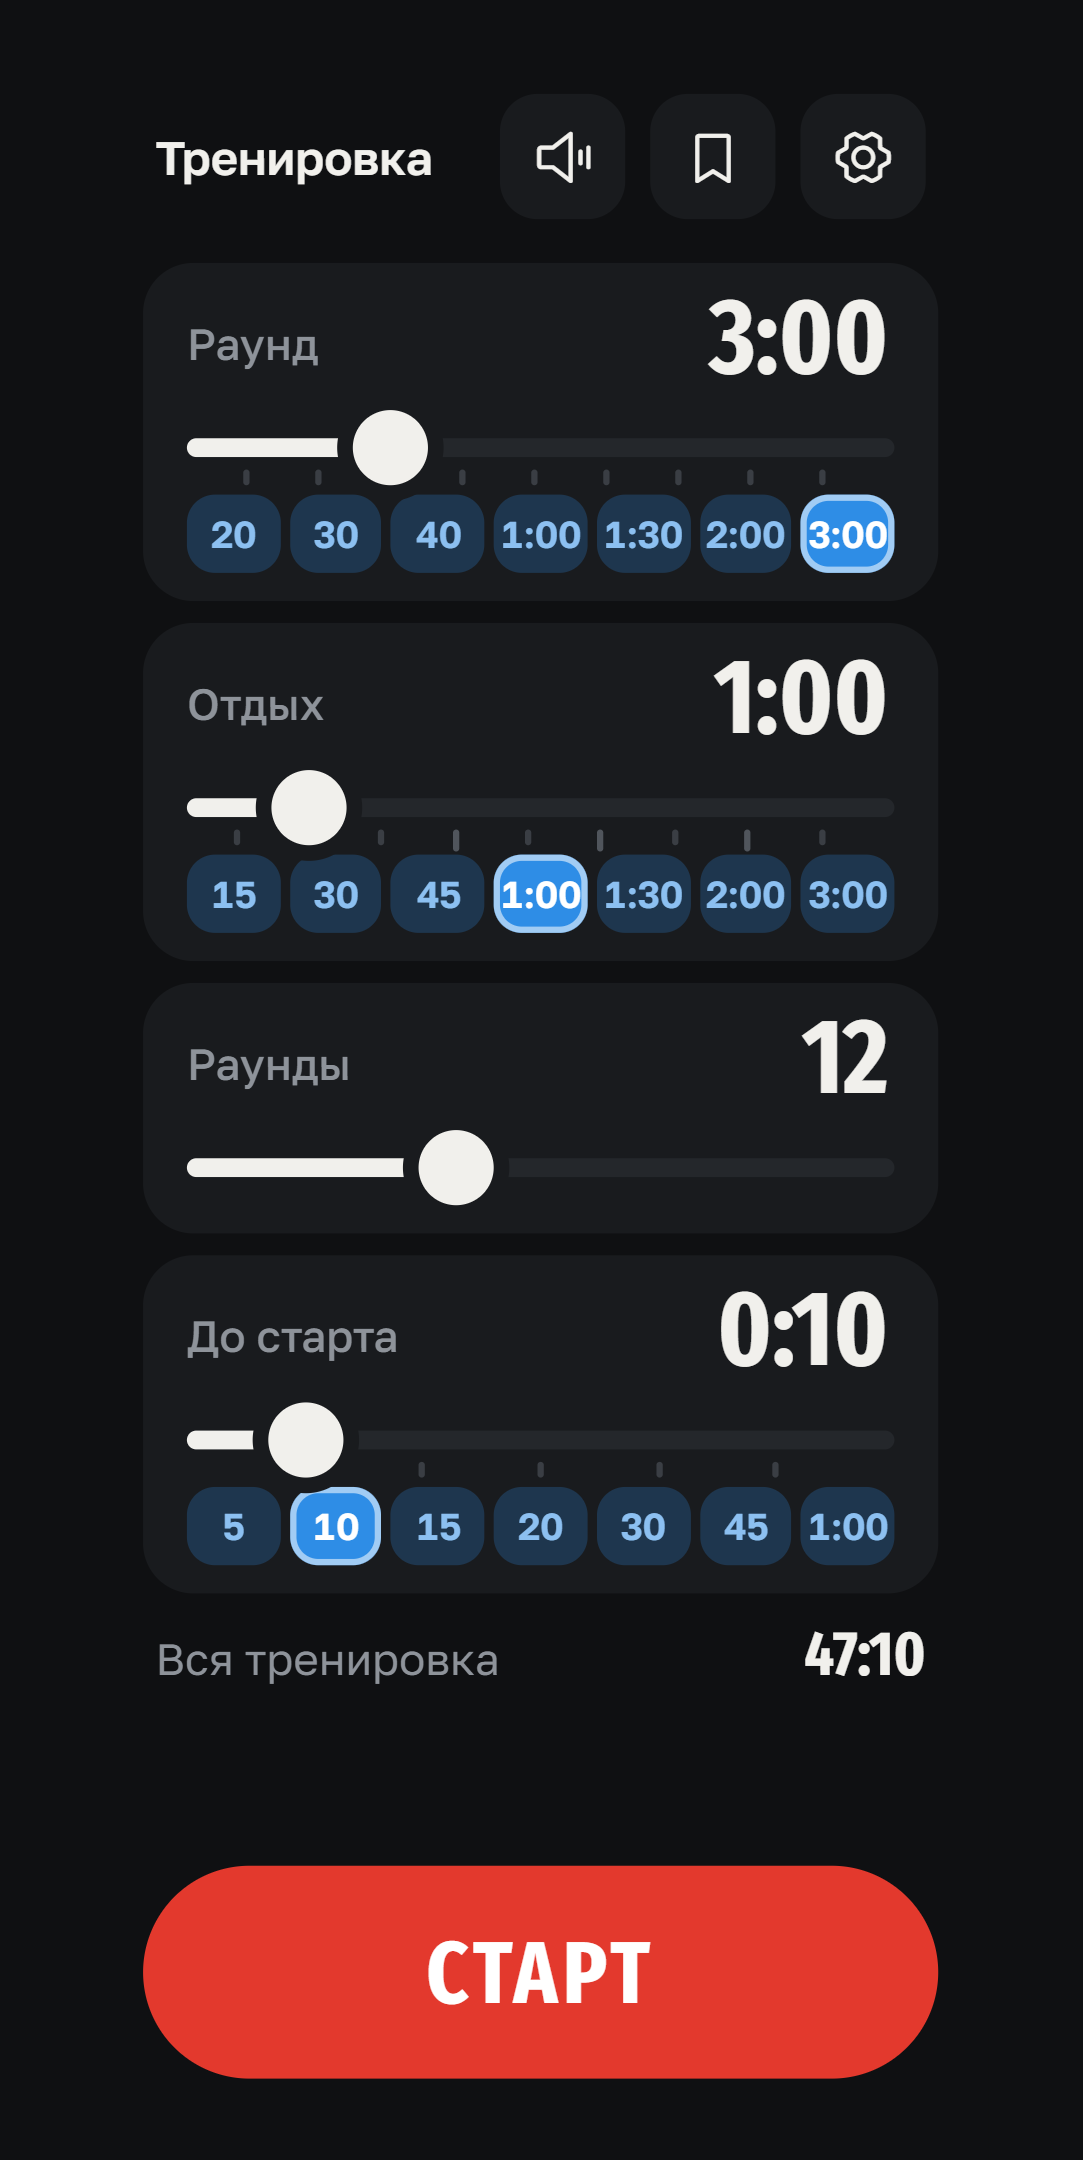 Тренировка
Раунд 3:00
20 30 40 1:00 1:30 2:00 3:00
Отдых 1:00
15 30 45 1:00 1:30 2:00 3:00
Раунды 12
До старта 0:10
5 10 15 20 30 45 1:00
Вся тренировка 47:10
СТАРТ